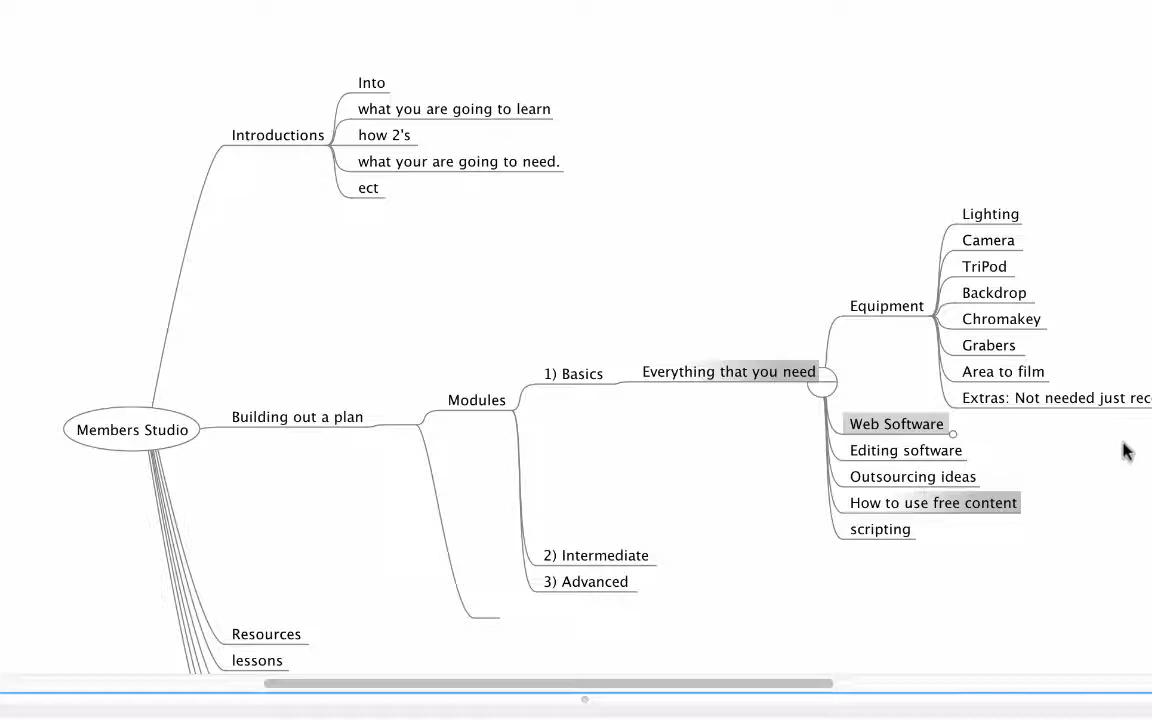 Into
what you are going to learn
Introductions
how 2's
what your are going to need.
ect
Lighting
Camera
TriPod
Backdrop
Equipment
Chromakey
Grabers
Area to film
Extras: Not needed just
Everything that you need
1) Basics
Modules
Building out a plan
Members Studio
Web Software
Editing software
Outsourcing ideas
How to use free content
scripting
2) Intermediate
3) Advanced
Resources
lessons